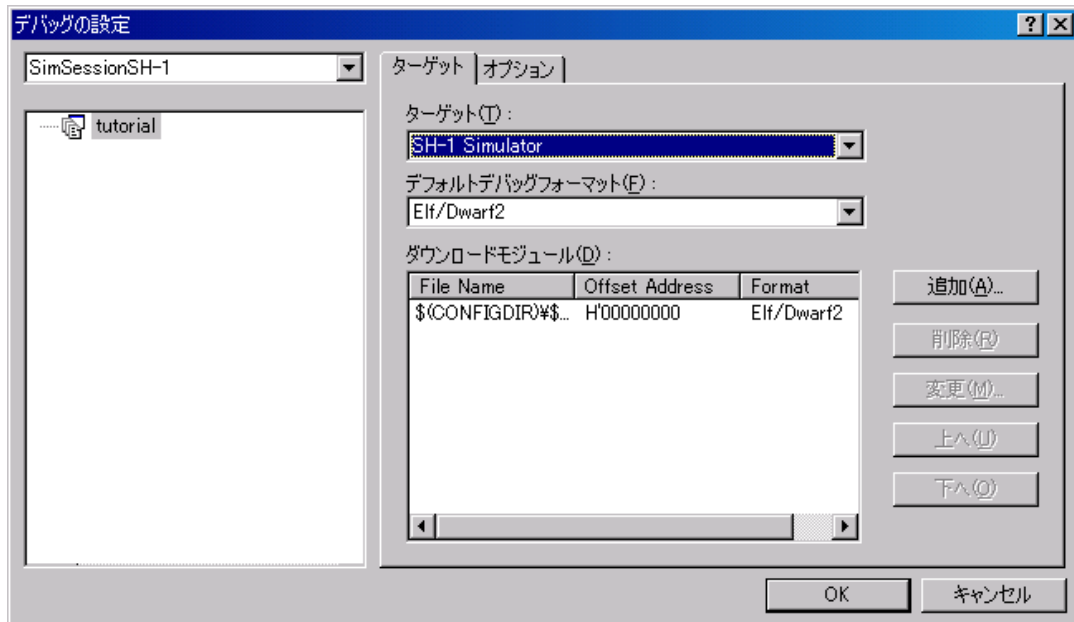 デバッグの設定
SimSessionSH-1
tutorial
ターゲット オプション
ターゲット(T) :
SH-1 Simulator
デフォルトデバッグフォーマット(F) :
Elf/Dwarf2
ダウンロードモジュール(D) :
File Name Offset Address Format
$(CONFIGDIR)¥$... H'00000000 Elf/Dwarf2
追加(A)...
削除(R)
変更(M)...
上へ(U)
下へ(O)
OK キャンセル